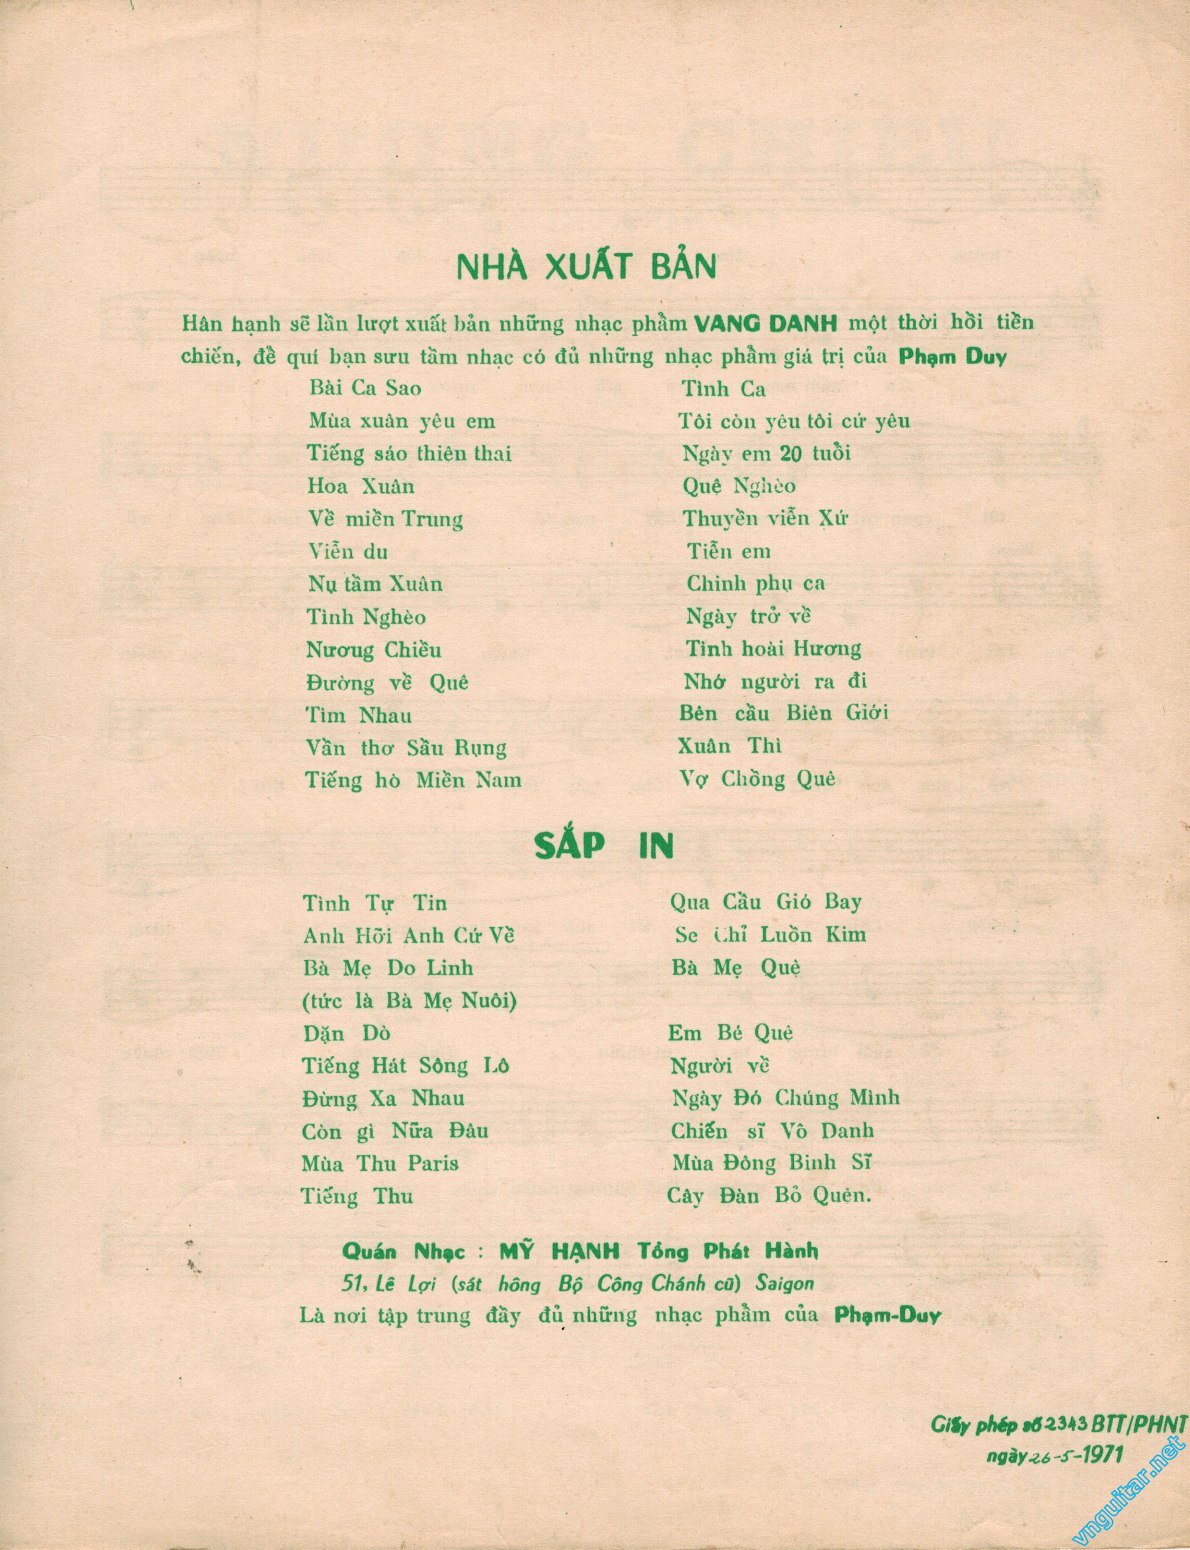 NHÀ XUẤT BẢN
Hân hạnh sẽ lần lượt xuất bản những nhạc phẩm VANG DANH một thời hồi tiền
chiến, để quí bạn sưu tầm nhạc có đủ những nhạc phẩm giá trị của Phạm Duy
Bài Ca Sao
Mùa xuân yêu em
Tiếng sáo thiên thai
Hoa Xuân
Về miền Trung
Viễn du
Nụ tầm Xuân
Tình Nghèo
Nươug Chiều
Đường về Quê
Tìm Nhau
Vần thơ Sầu Rụng
Tiếng hò Miền Nam
Tình Ca
Tôi còn yêu tôi cứ yêu
Ngày em 20 tuổi
Quê Nghèo
Thuyền viễn Xứ
Tiễn em
Chinh phụ ca
Ngày trở về
Tình hoài Hương
Nhớ người ra đi
Bên cầu Biên Giới
Xuân Thì
Vợ Chồng Quê
SẮP IN
Tình Tự Tin
Anh Hỡi Anh Cứ Về
Bà Mẹ Do Linh
(tức là Bà Mẹ Nuôi)
Dặn Dò
Tiếng Hát Sông Lô
Đừng Xa Nhau
Còn gì Nữa Đâu
Mùa Thu Paris
Tiếng Thu
Qua Cầu Gió Bay
Se Chỉ Luồn Kim
Bà Mẹ Quê
Em Bé Quê
Người về
Ngày Đó Chúng Mình
Chiến sĩ Vô Danh
Mùa Đông Binh Sĩ
Cây Đàn Bỏ Quên.
Quán Nhạc : MỸ HẠNH Tổng Phát Hành
51, Lê Lợi (sát hông Bộ Công Chánh cũ) Saigon
Là nơi tập trung đầy đủ những nhạc phẩm của Phạm-Duy
Giấy phép số 2343 BTT/PHNT
ngày 26-5-1971
vnguitar.net